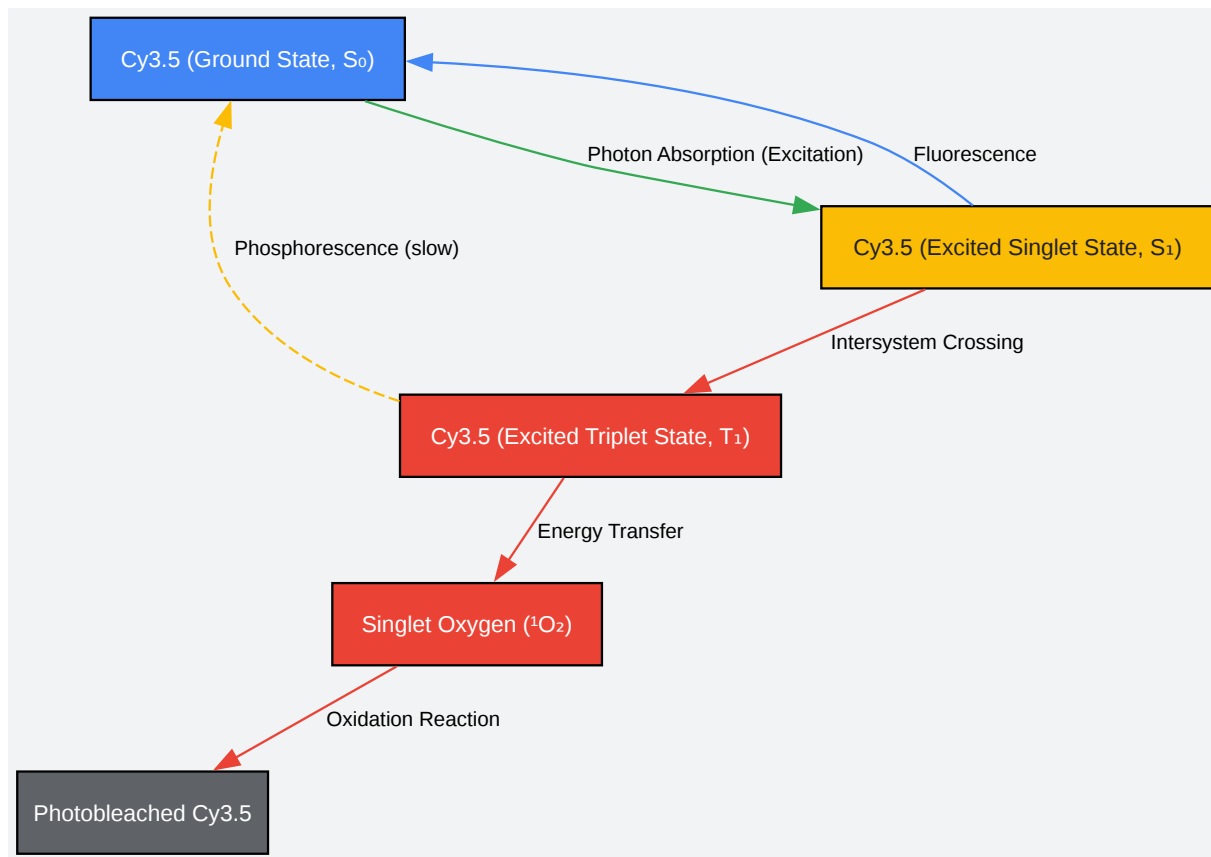 Cy3.5 (Ground State, S₀)
Photon Absorption (Excitation)
Fluorescence
Phosphorescence (slow)
Cy3.5 (Excited Singlet State, S₁)
Intersystem Crossing
Cy3.5 (Excited Triplet State, T₁)
Energy Transfer
Singlet Oxygen (¹O₂)
Oxidation Reaction
Photobleached Cy3.5